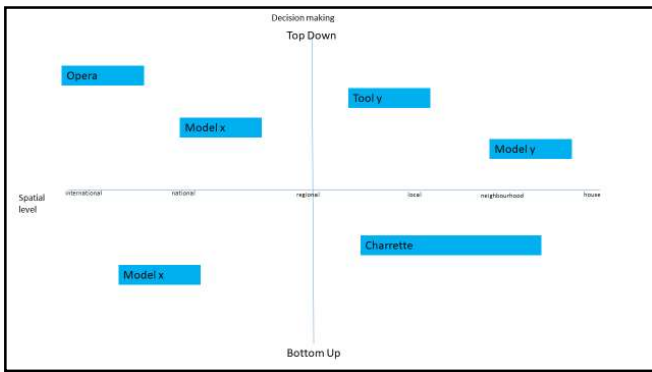 Decision making
Top Down
Opera
Tool y
Model x
Model y
international national regional local neighbourhood house
Spatial
level
Charrette
Model x
Bottom Up